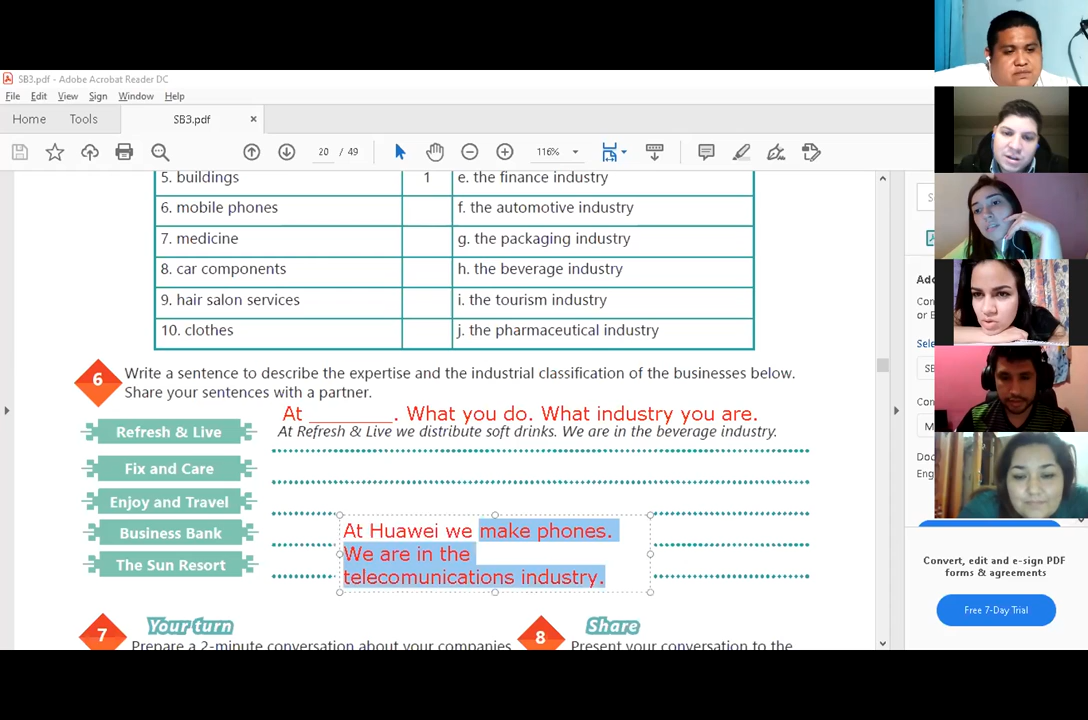 SB3.pdf - Adobe Acrobat Reader DC
File Edit View Sign Window Help
Home Tools SB3.pdf ×
20 / 49 116%
5. buildings 1 e. the finance industry
6. mobile phones f. the automotive industry
7. medicine g. the packaging industry
8. car components h. the beverage industry
9. hair salon services i. the tourism industry
10. clothes j. the pharmaceutical industry
6 Write a sentence to describe the expertise and the industrial classification of the businesses below.
Share your sentences with a partner.
At ________. What you do. What industry you are.
Refresh & Live At Refresh & Live we distribute soft drinks. We are in the beverage industry.
Fix and Care
Enjoy and Travel
Business Bank
The Sun Resort
At Huawei we make phones.
We are in the
telecomunications industry.
7 Your turn 8 Share
Prepare a 2-minute conversation about your companies Present your conversation to the
Convert, edit and e-sign PDF
forms & agreements
Free 7-Day Trial